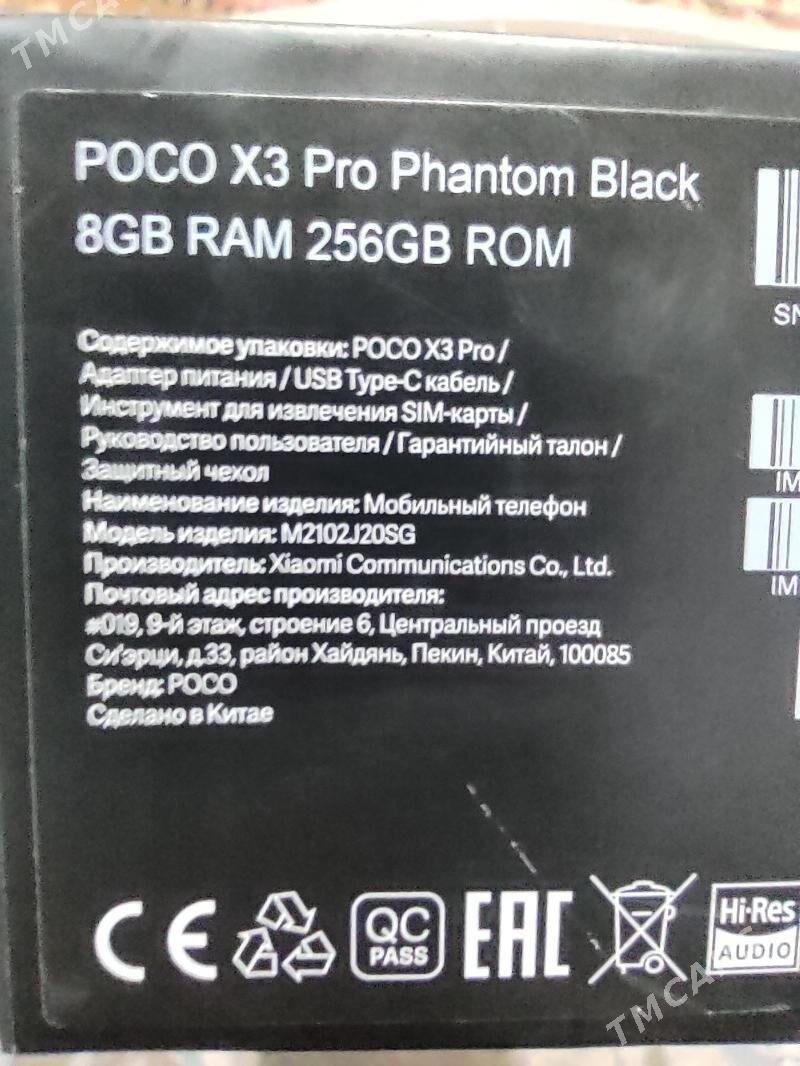 TMCA
POCO X3 Pro Phantom Black
8GB RAM 256GB ROM
SN
Содержимое упаковки: POCO X3 Pro /
Адаптер питания / USB Type-C кабель /
Инструмент для извлечения SIM-карты /
Руководство пользователя / Гарантийный талон /
Защитный чехол
Наименование изделия: Мобильный телефон
Модель изделия: M2102J20SG
Производитель: Xiaomi Communications Co., Ltd.
Почтовый адрес производителя:
#019, 9-й этаж, строение 6, Центральный проезд
Си'эрци, д.33, район Хайдянь, Пекин, Китай, 100085
Бренд: POCO
Сделано в Китае
IM
IM
CE
QC
PASS
EAC
Hi-Res
AUDIO
TMCA